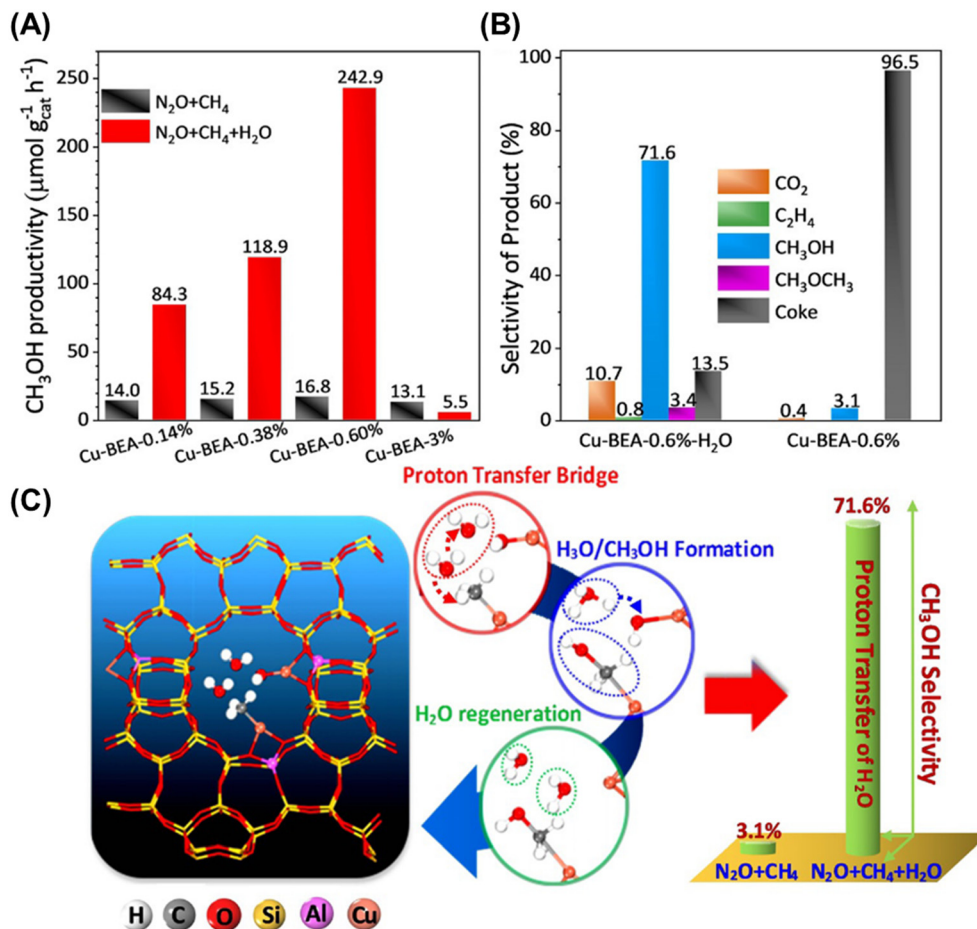 (A)
CH₃OH productivity (μmol g⁻¹cat h⁻¹)
250
200
150
100
50
0
N₂O+CH₄
N₂O+CH₄+H₂O
14.0
84.3
15.2
118.9
16.8
242.9
13.1
5.5
Cu-BEA-0.14%
Cu-BEA-0.38%
Cu-BEA-0.60%
Cu-BEA-3%
(B)
Selctivity of Product (%)
100
80
60
40
20
0
CO₂
C₂H₄
CH₃OH
CH₃OCH₃
Coke
10.7
0.8
71.6
3.4
13.5
0.4
3.1
96.5
Cu-BEA-0.6%-H₂O
Cu-BEA-0.6%
(C)
Proton Transfer Bridge
H₃O/CH₃OH Formation
H₂O regeneration
71.6%
Proton Transfer of H₂O
CH₃OH Selectivity
3.1%
N₂O+CH₄
N₂O+CH₄+H₂O
H C O Si Al Cu